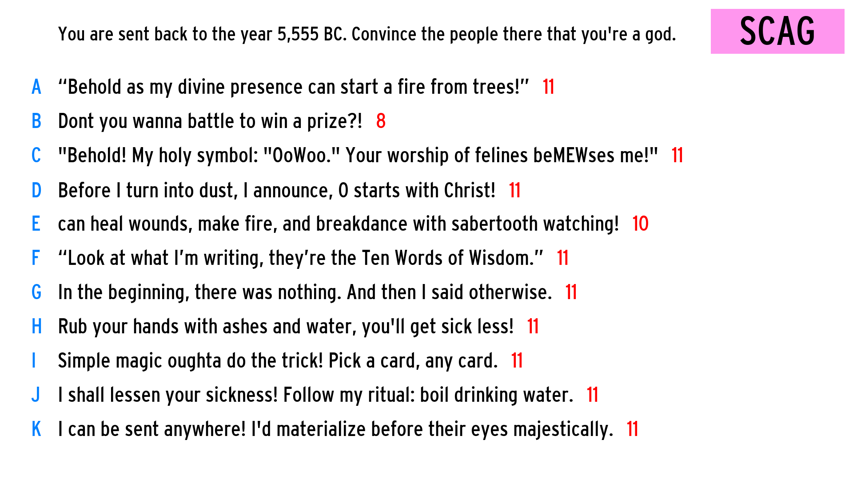 You are sent back to the year 5,555 BC. Convince the people there that you're a god.
SCAG
A “Behold as my divine presence can start a fire from trees!” 11
B Dont you wanna battle to win a prize?! 8
C "Behold! My holy symbol: "OoWoo." Your worship of felines beMEWses me!" 11
D Before I turn into dust, I announce, 0 starts with Christ! 11
E can heal wounds, make fire, and breakdance with sabertooth watching! 10
F “Look at what I’m writing, they’re the Ten Words of Wisdom.” 11
G In the beginning, there was nothing. And then I said otherwise. 11
H Rub your hands with ashes and water, you'll get sick less! 11
I Simple magic oughta do the trick! Pick a card, any card. 11
J I shall lessen your sickness! Follow my ritual: boil drinking water. 11
K I can be sent anywhere! I'd materialize before their eyes majestically. 11